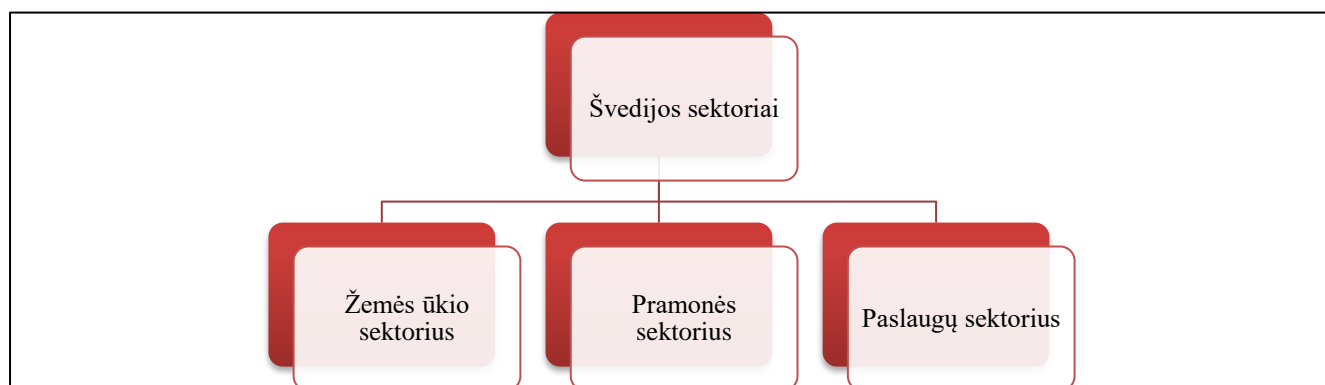 Švedijos sektoriai
Žemės ūkio
sektorius
Pramonės
sektorius
Paslaugų sektorius